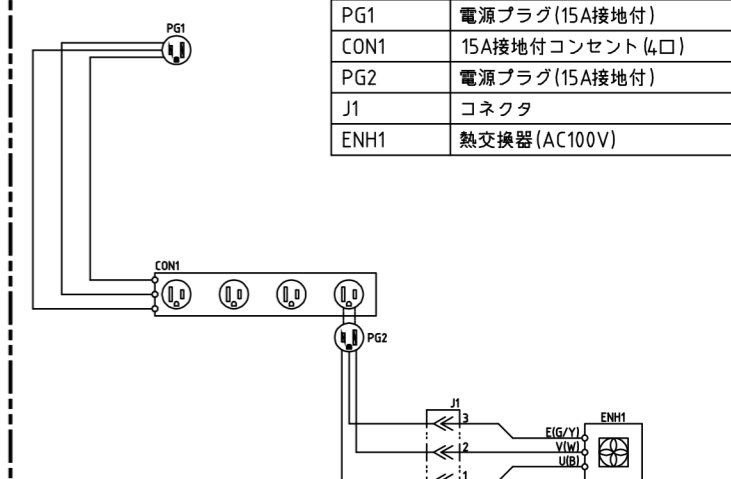 PG1 電源プラグ(15A接地付)
CON1 15A接地付コンセント(4口)
PG2 電源プラグ(15A接地付)
J1 コネクタ
ENH1 熱交換器(AC100V)
PG1
CON1
PG2
J1
3
2
1
ENH1
E(G/Y)
V(W)
U(B)